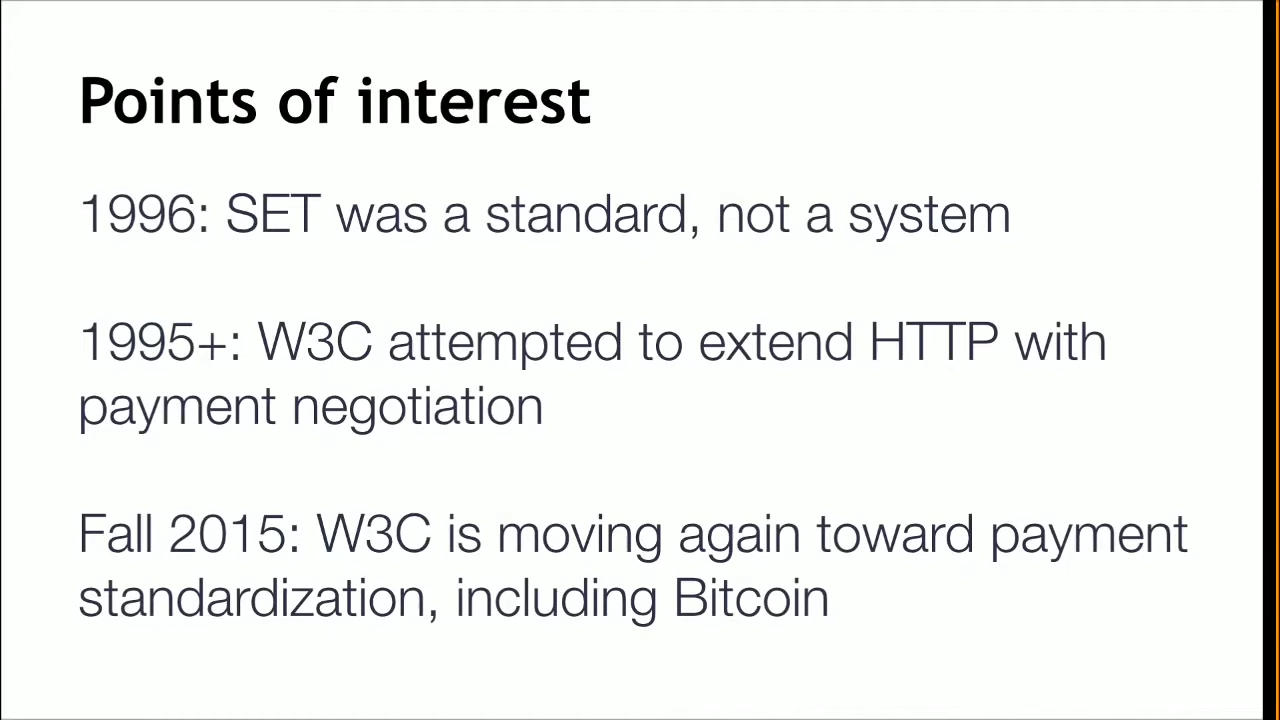 Points of interest
1996: SET was a standard, not a system
1995+: W3C attempted to extend HTTP with
payment negotiation
Fall 2015: W3C is moving again toward payment
standardization, including Bitcoin